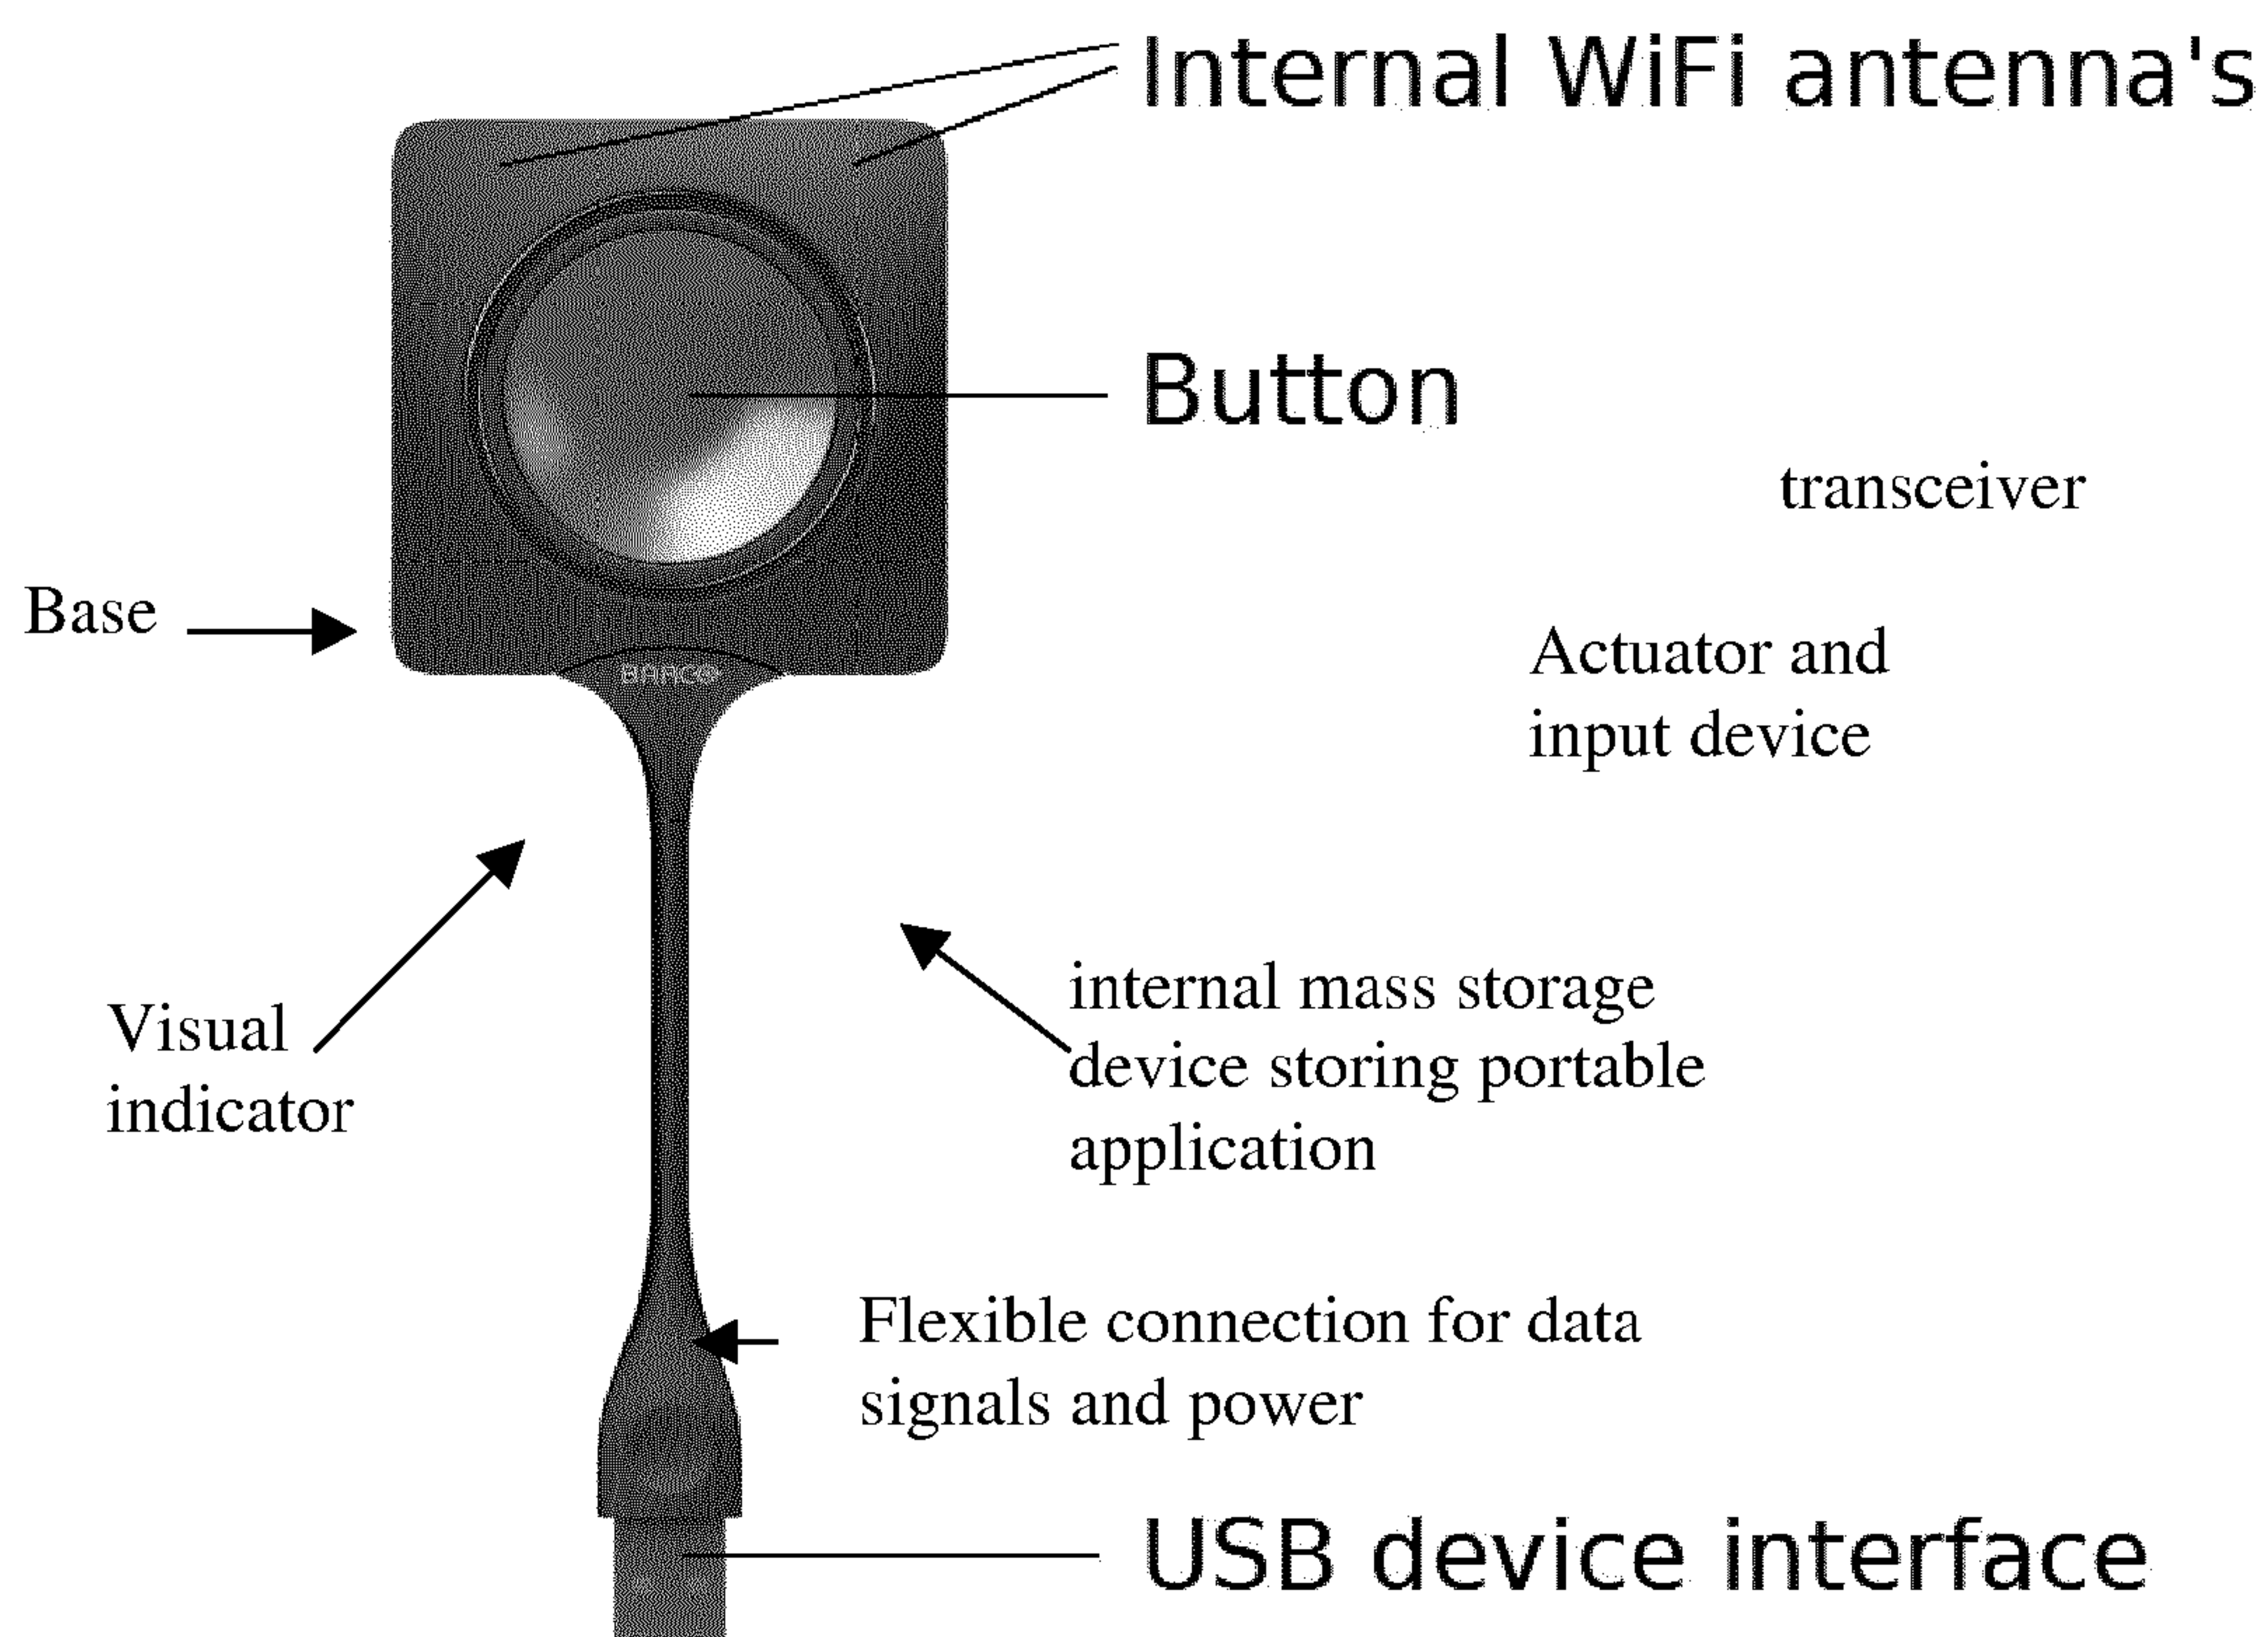 Internal WiFi antenna's
Button
transceiver
Base
Actuator and
input device
BARCO
Visual
indicator
internal mass storage
device storing portable
application
Flexible connection for data
signals and power
USB device interface